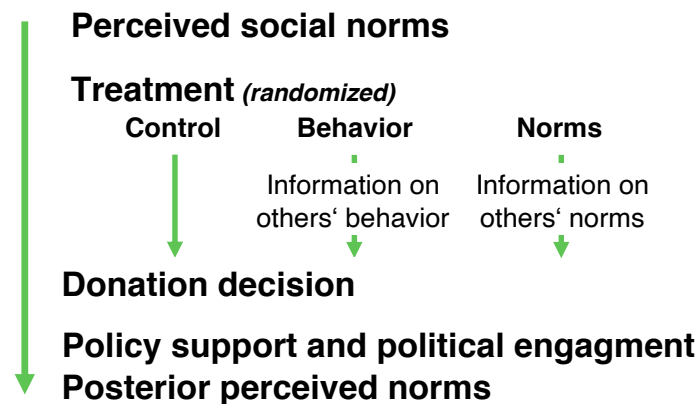 Perceived social norms
Treatment (randomized)
Control Behavior Norms
Information on Information on
others‘ behavior others‘ norms
Donation decision
Policy support and political engagment
Posterior perceived norms